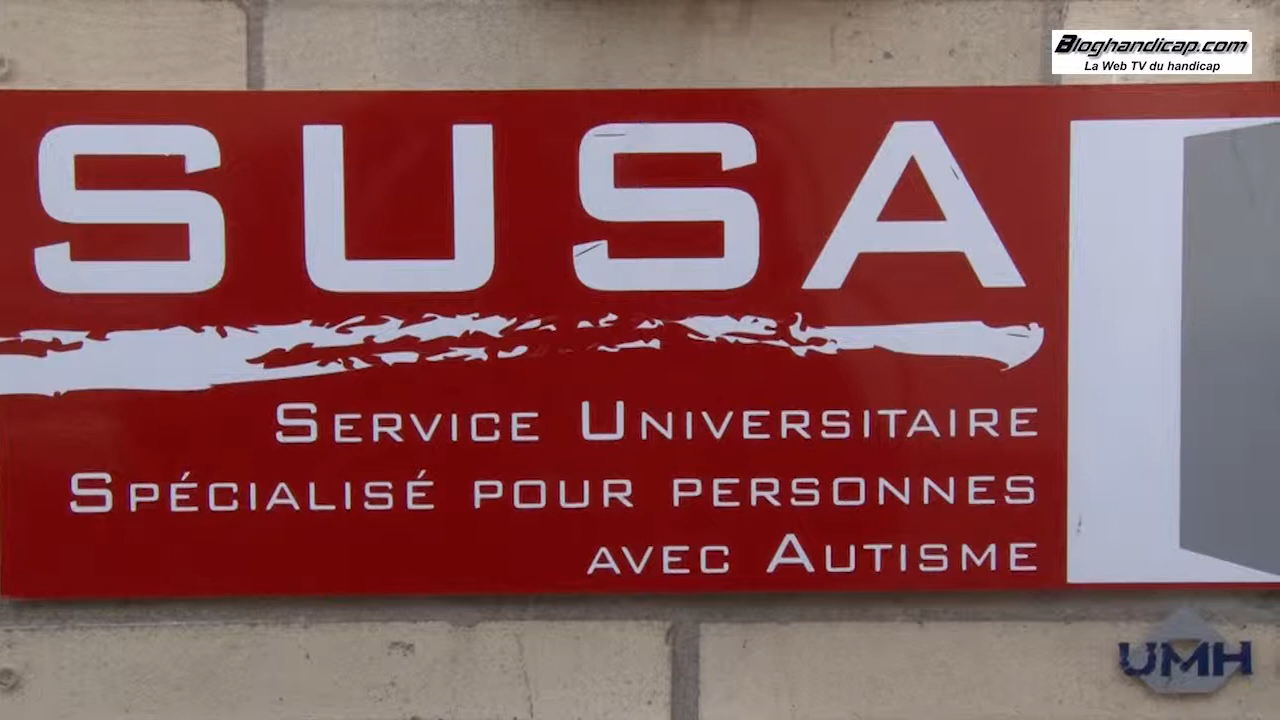 Bloghandicap.com
La Web TV du handicap
SUSA
SERVICE UNIVERSITAIRE
SPÉCIALISÉ POUR PERSONNES
AVEC AUTISME
UMH